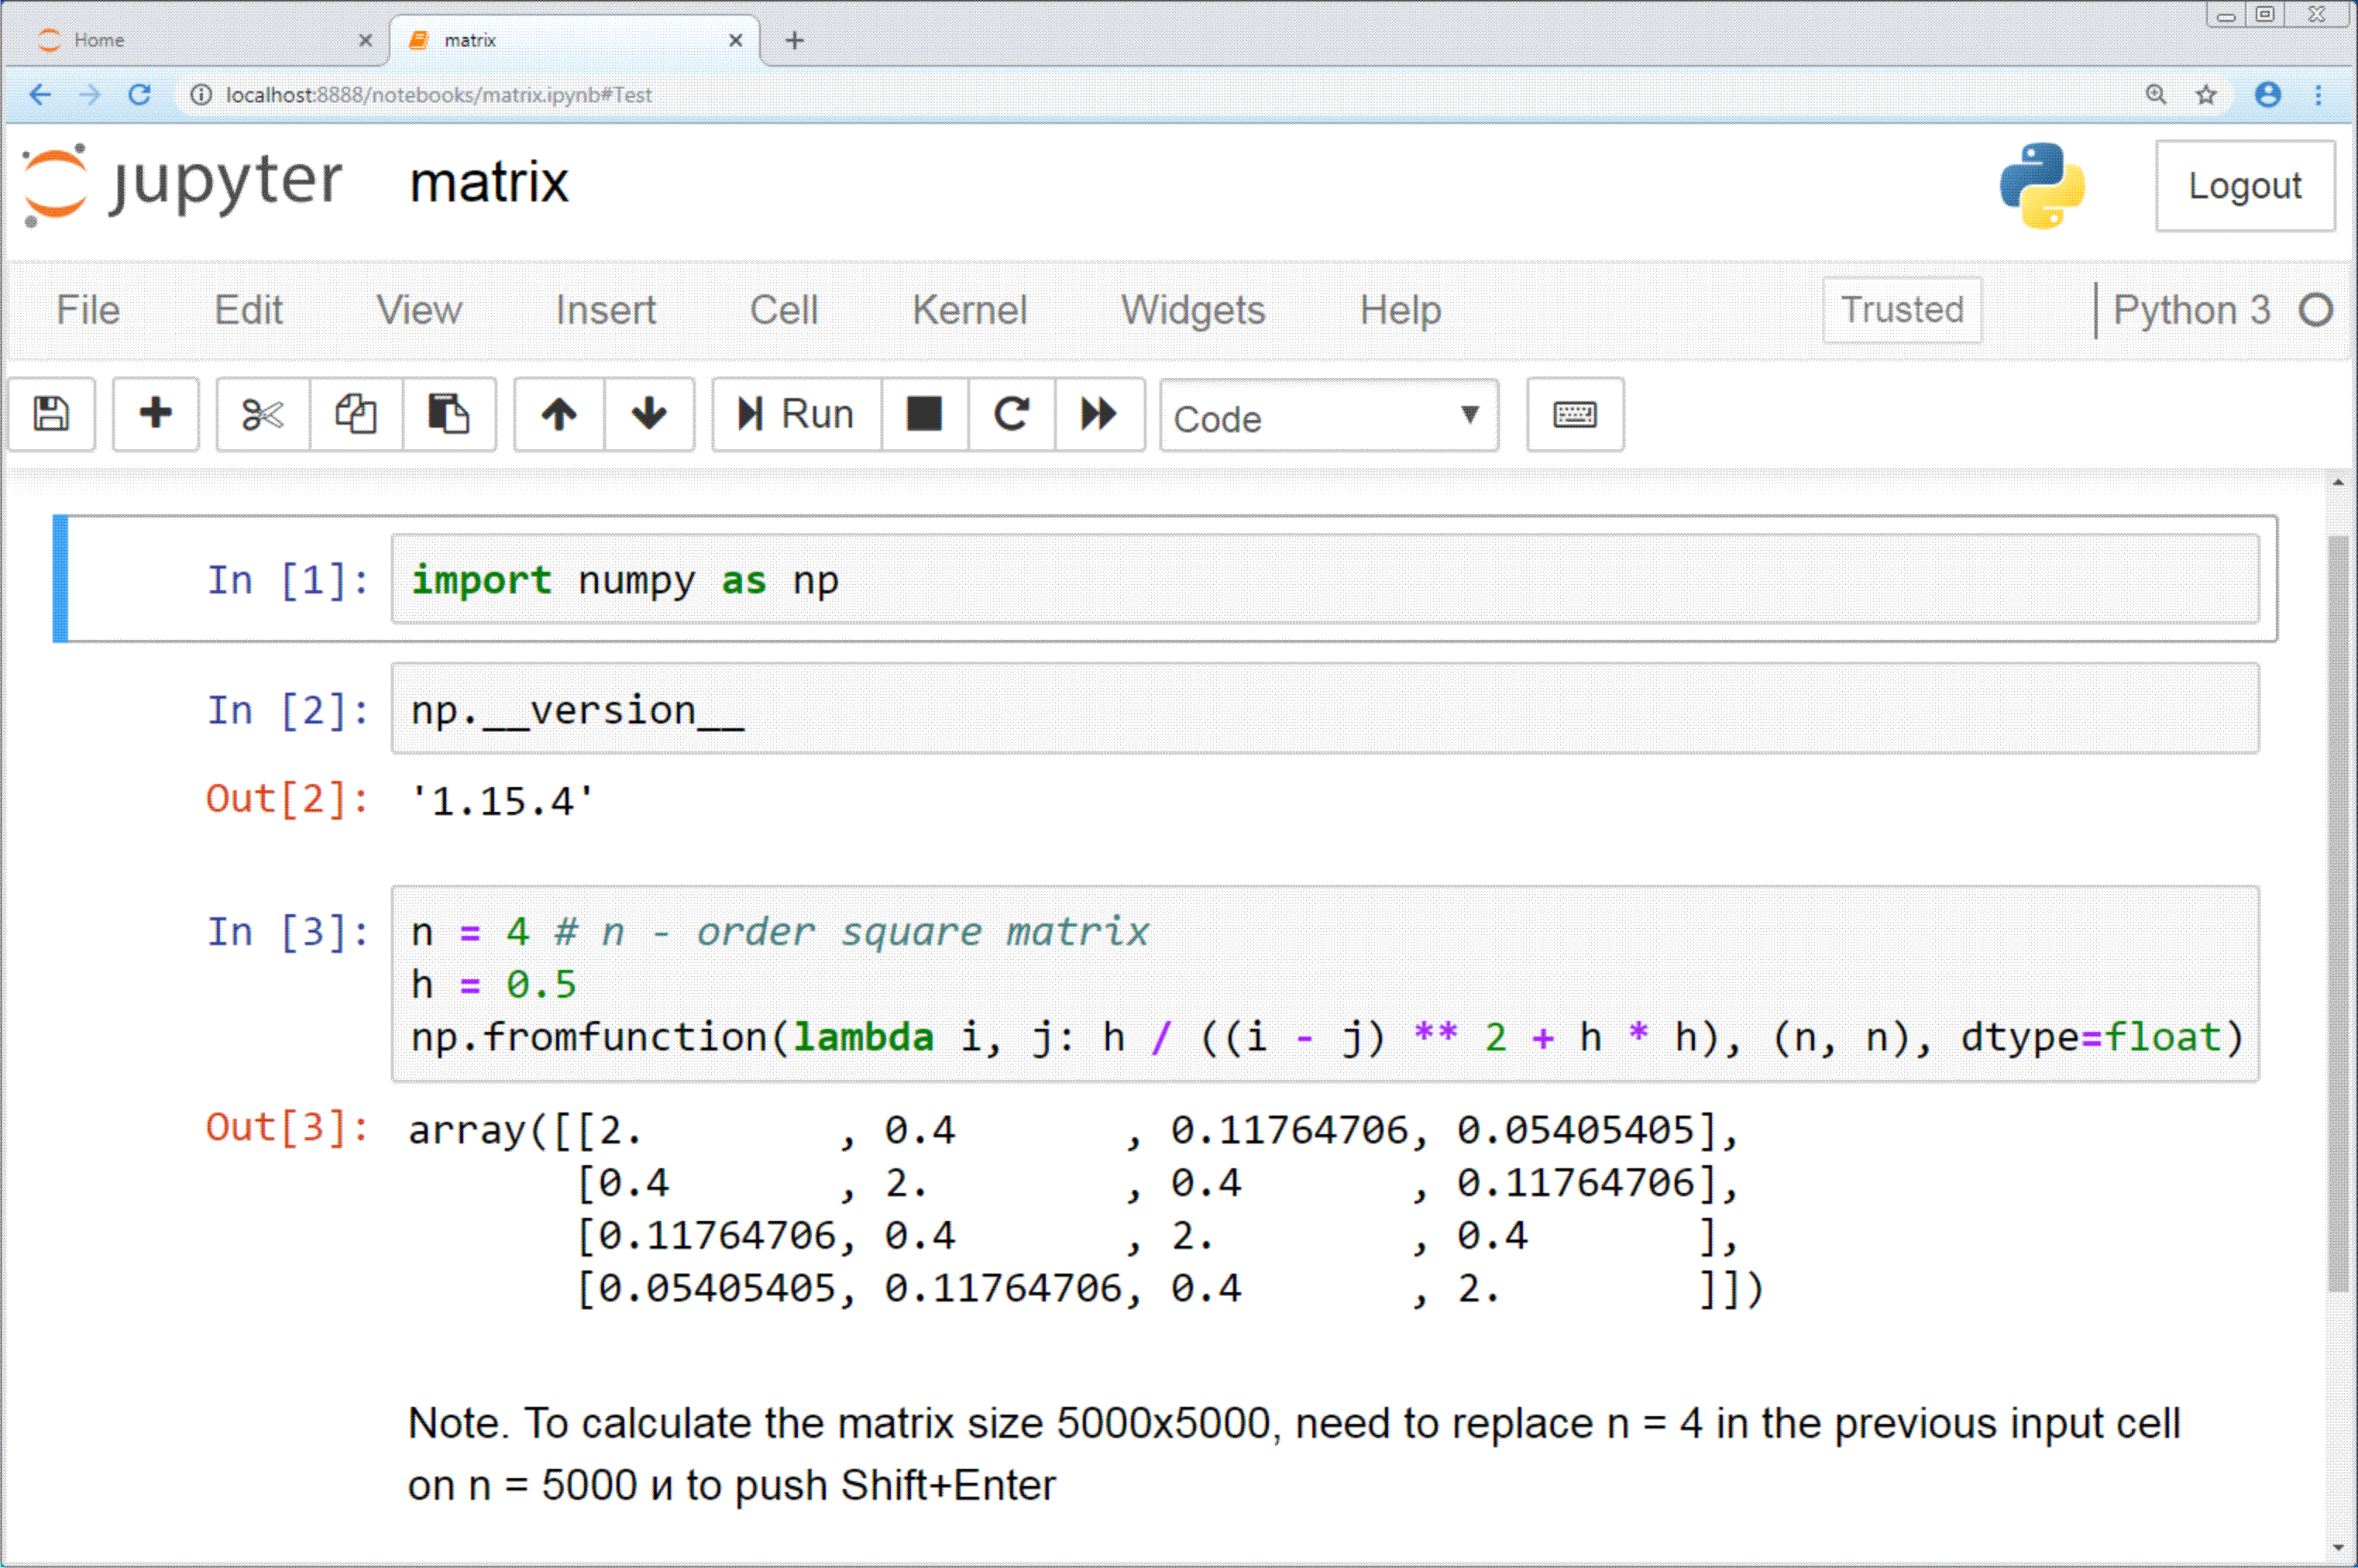 Home
matrix
localhost:8888/notebooks/matrix.ipynb#Test
jupyter matrix
Logout
File Edit View Insert Cell Kernel Widgets Help Trusted Python 3
Run Code
In [1]: import numpy as np
In [2]: np.__version__
Out[2]: '1.15.4'
In [3]: n = 4 # n - order square matrix
h = 0.5
np.fromfunction(lambda i, j: h / ((i - j) ** 2 + h * h), (n, n), dtype=float)
Out[3]: array([[2.        , 0.4       , 0.11764706, 0.05405405],
       [0.4       , 2.        , 0.4       , 0.11764706],
       [0.11764706, 0.4       , 2.        , 0.4       ],
       [0.05405405, 0.11764706, 0.4       , 2.        ]])
Note. To calculate the matrix size 5000x5000, need to replace n = 4 in the previous input cell
on n = 5000 и to push Shift+Enter